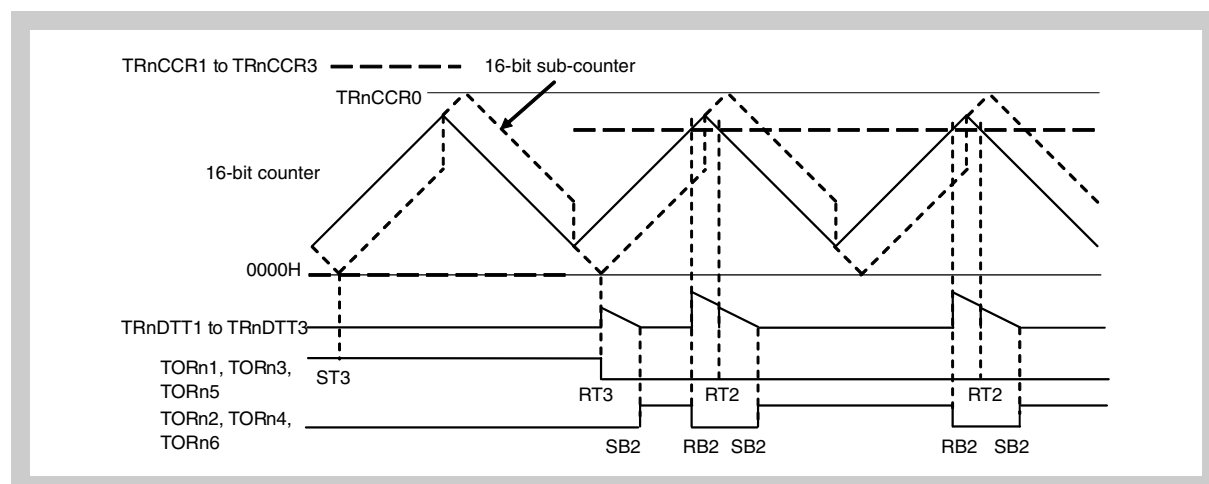 TRnCCR1 to TRnCCR3
16-bit sub-counter
TRnCCR0
16-bit counter
0000H
TRnDTT1 to TRnDTT3
TORn1, TORn3,
TORn5
ST3
RT3
RT2
RT2
TORn2, TORn4,
TORn6
SB2
RB2
SB2
RB2
SB2